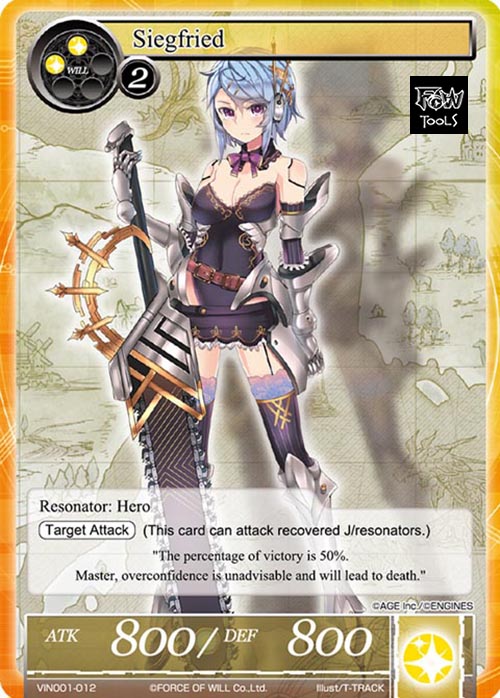 Siegfried
WILL
2
FOW
TOOLS
Resonator: Hero
Target Attack (This card can attack recovered J/resonators.)
"The percentage of victory is 50%.
Master, overconfidence is unadvisable and will lead to death."
©AGE Inc./©ENGINES
ATK 800 / DEF 800
VIN001-012 ©FORCE OF WILL Co.,Ltd. Illust/T-TRACK